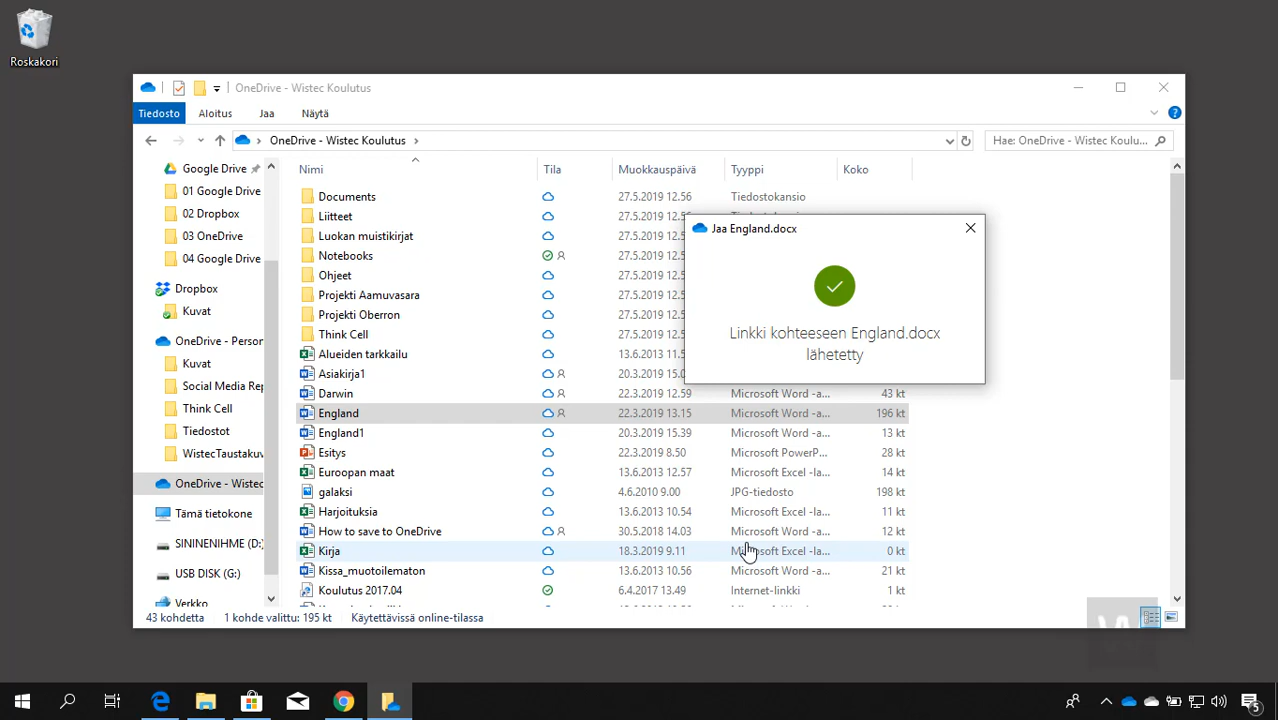 Roskakori
OneDrive - Wistec Koulutus
Tiedosto Aloitus Jaa Näytä
OneDrive - Wistec Koulutus
Hae: OneDrive - Wistec Koulu...
Nimi Tila Muokkauspäivä Tyyppi Koko
Google Drive
01 Google Drive
02 Dropbox
03 OneDrive
04 Google Drive
Dropbox
Kuvat
OneDrive - Person
Kuvat
Social Media Rep
Think Cell
Tiedostot
WistecTaustakuv
OneDrive - Wistec
Tämä tietokone
SININENIHME (D:)
USB DISK (G:)
Verkko
Documents 27.5.2019 12.56 Tiedostokansio
Liitteet 27.5.2019 12.56
Luokan muistikirjat 27.5.2019 12.5
Notebooks 27.5.2019 12.5
Ohjeet 27.5.2019 12.5
Projekti Aamuvasara 27.5.2019 12.5
Projekti Oberron 27.5.2019 12.5
Think Cell 27.5.2019 12.5
Alueiden tarkkailu 13.6.2013 11.5
Asiakirja1 20.3.2019 15.0
Darwin 22.3.2019 12.59 Microsoft Word -a... 43 kt
England 22.3.2019 13.15 Microsoft Word -a... 196 kt
England1 20.3.2019 15.39 Microsoft Word -a... 13 kt
Esitys 22.3.2019 8.50 Microsoft PowerP... 28 kt
Euroopan maat 13.6.2013 12.57 Microsoft Excel -la... 14 kt
galaksi 4.6.2010 9.00 JPG-tiedosto 198 kt
Harjoituksia 13.6.2013 10.54 Microsoft Excel -la... 11 kt
How to save to OneDrive 30.5.2018 14.03 Microsoft Word -a... 12 kt
Kirja 18.3.2019 9.11 Microsoft Excel -la... 0 kt
Kissa_muotoilematon 13.6.2013 10.56 Microsoft Word -a... 21 kt
Koulutus 2017.04 6.4.2017 13.49 Internet-linkki 1 kt
Jaa England.docx
Linkki kohteeseen England.docx
lähetetty
43 kohdetta 1 kohde valittu: 195 kt Käytettävissä online-tilassa
5